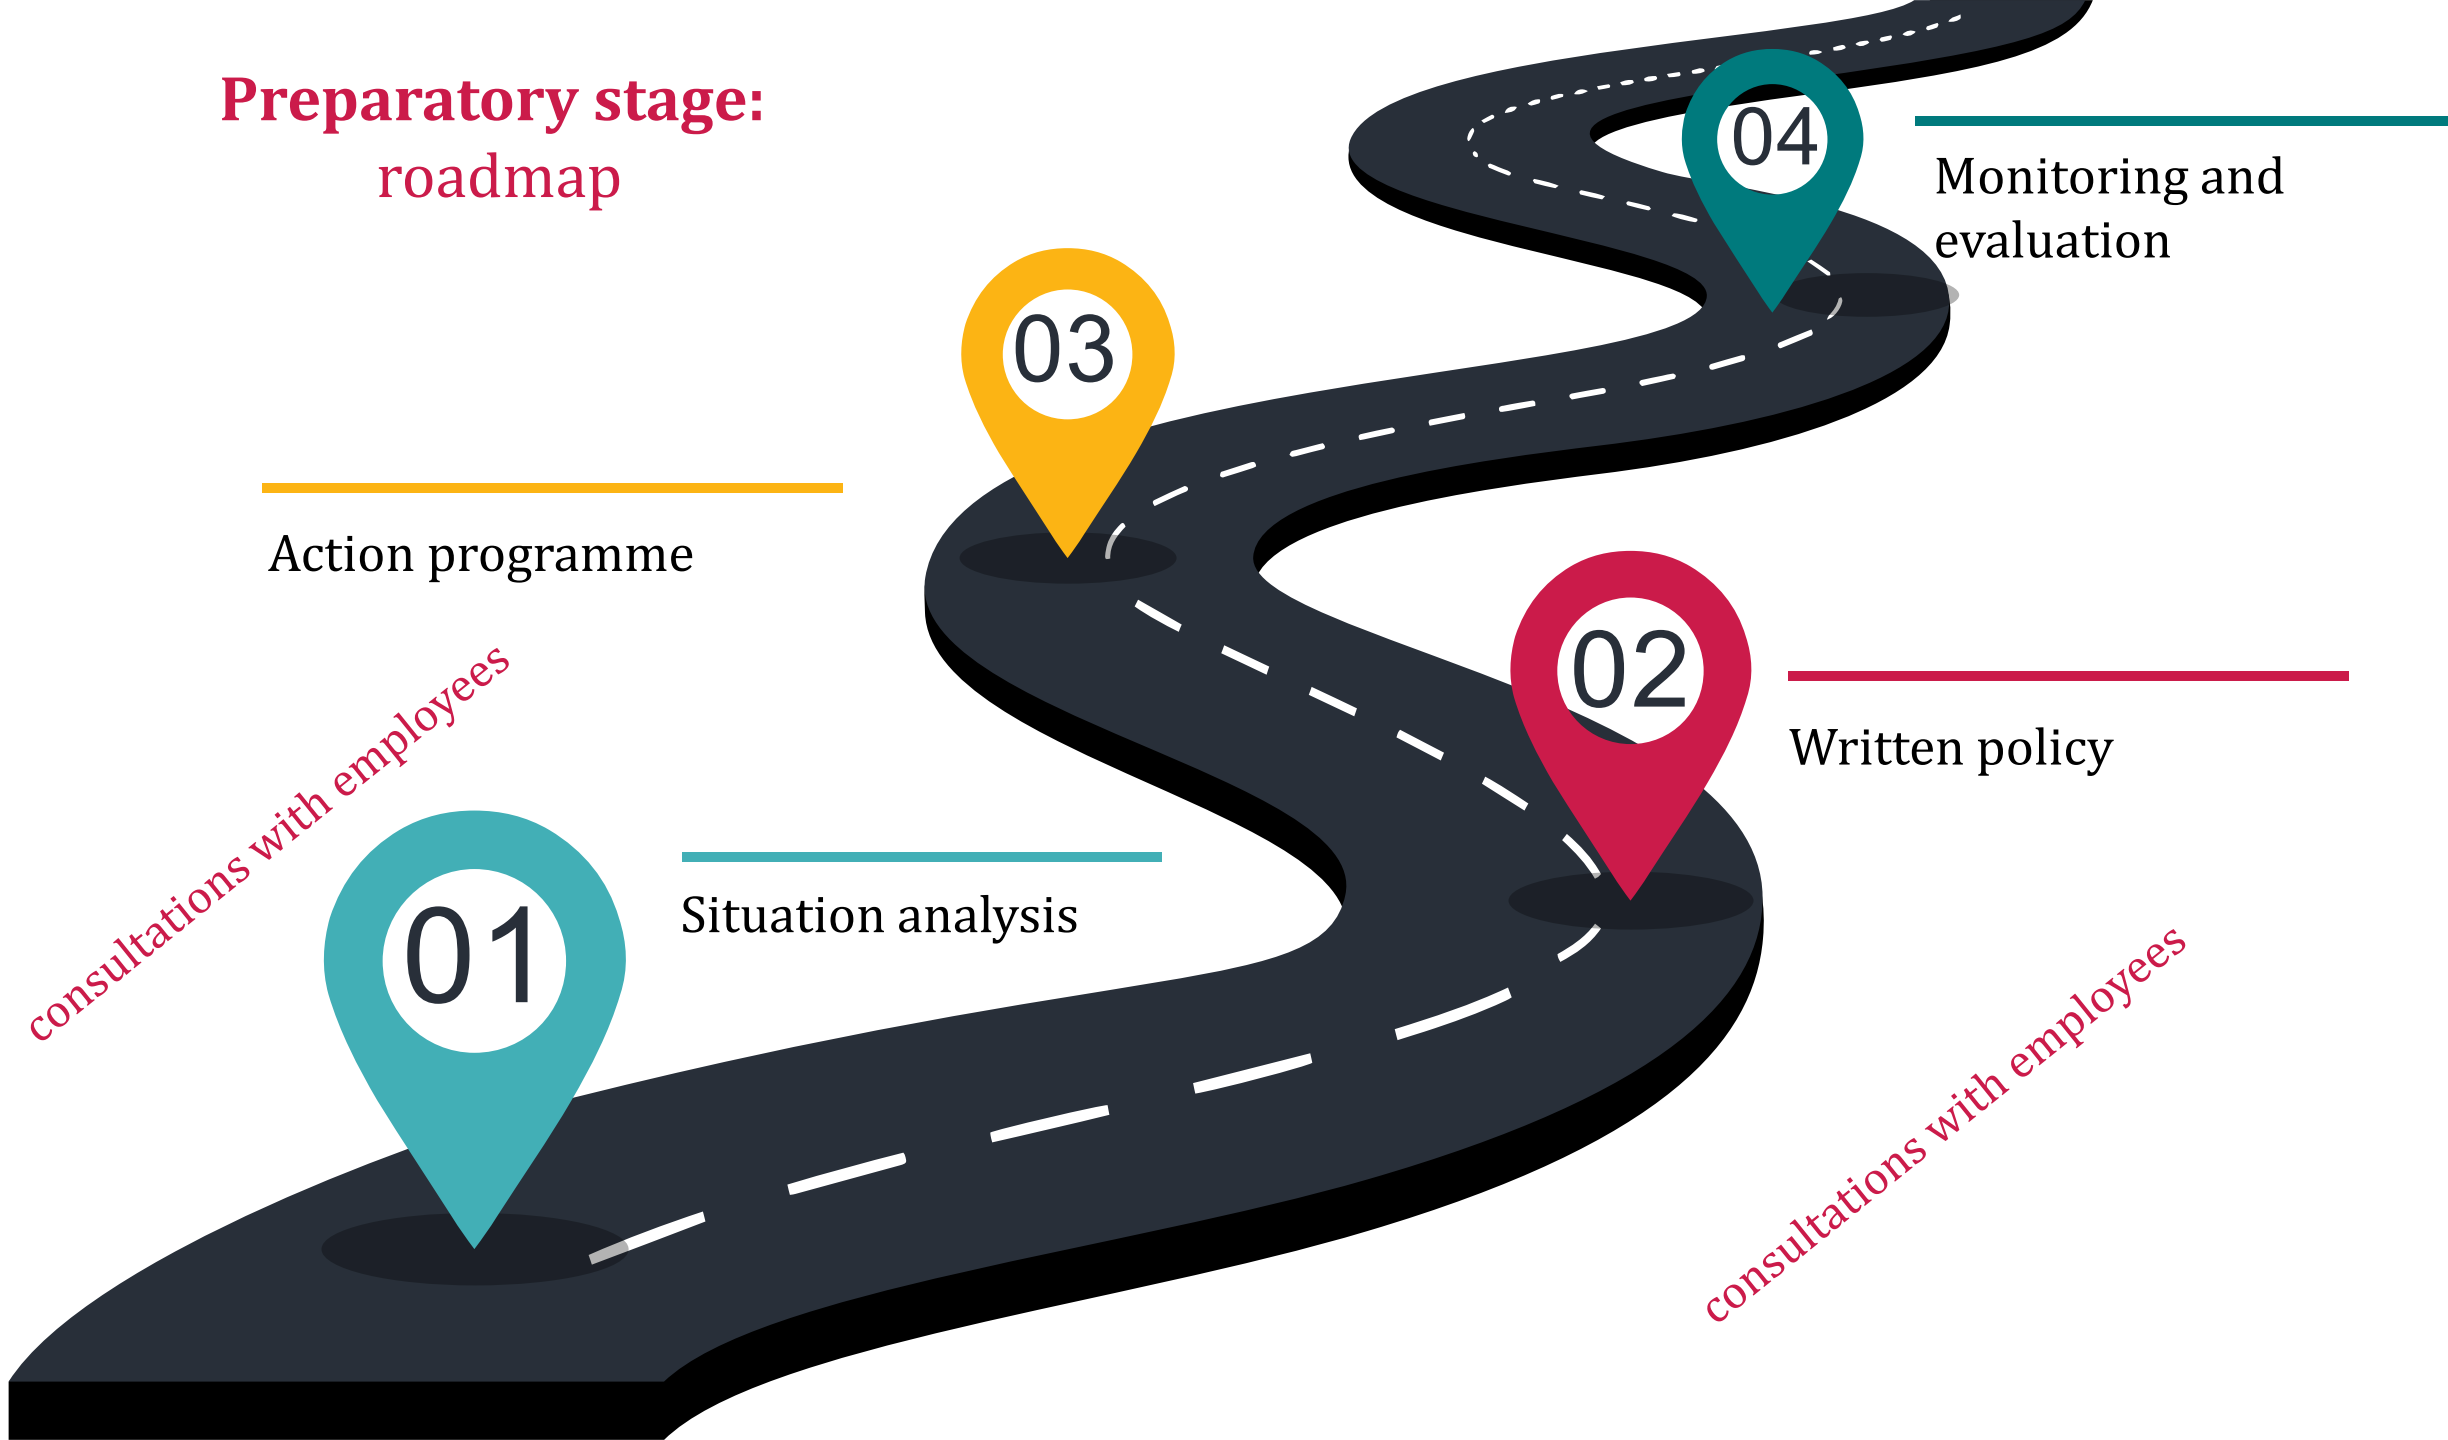 Preparatory stage:
roadmap
04
Monitoring and
evaluation
03
Action programme
02
Written policy
consultations with employees
01
Situation analysis
consultations with employees